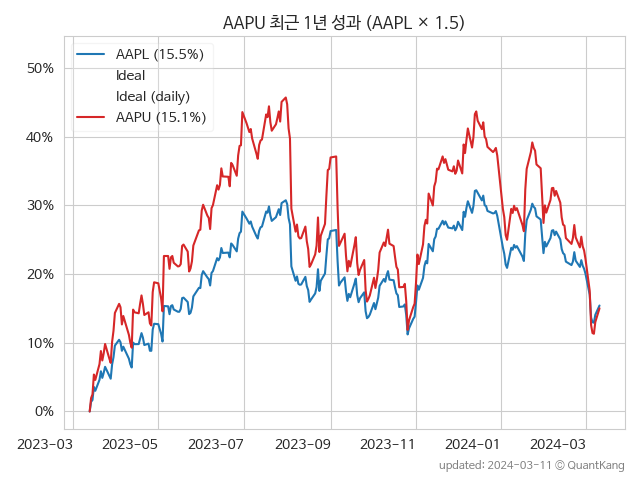 AAPU 최근 1년 성과 (AAPL × 1.5)
AAPL (15.5%)
Ideal
Ideal (daily)
AAPU (15.1%)
50%
40%
30%
20%
10%
0%
2023-03 2023-05 2023-07 2023-09 2023-11 2024-01 2024-03
updated: 2024-03-11 © QuantKang